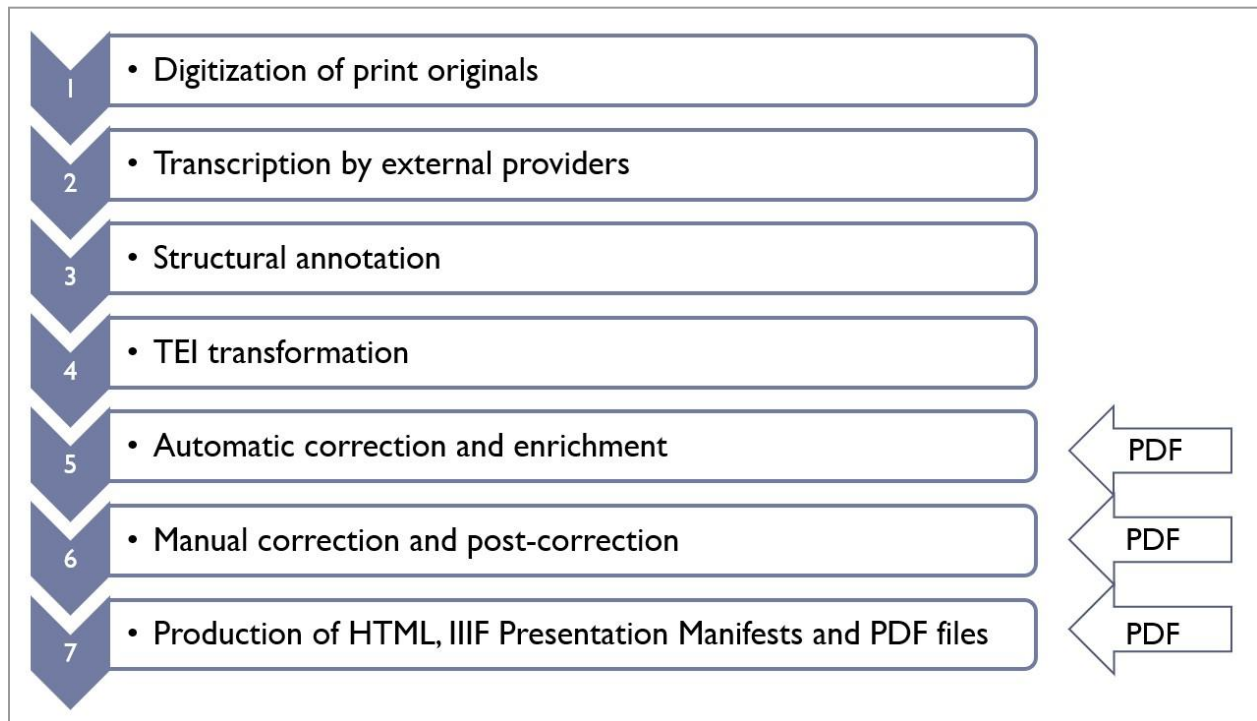 1 • Digitization of print originals
2 • Transcription by external providers
3 • Structural annotation
4 • TEI transformation
5 • Automatic correction and enrichment PDF
6 • Manual correction and post-correction PDF
7 • Production of HTML, IIIF Presentation Manifests and PDF files PDF